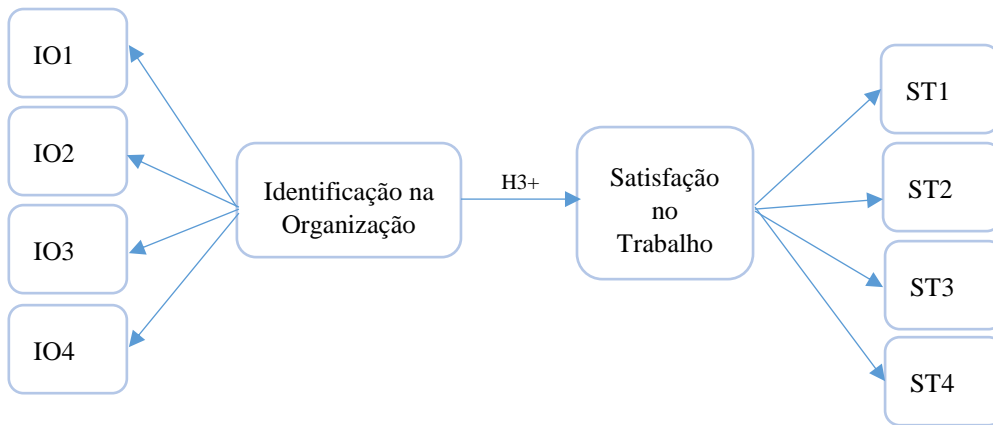 IO1
IO2
IO3
IO4
Identificação na
Organização
H3+
Satisfação
no
Trabalho
ST1
ST2
ST3
ST4